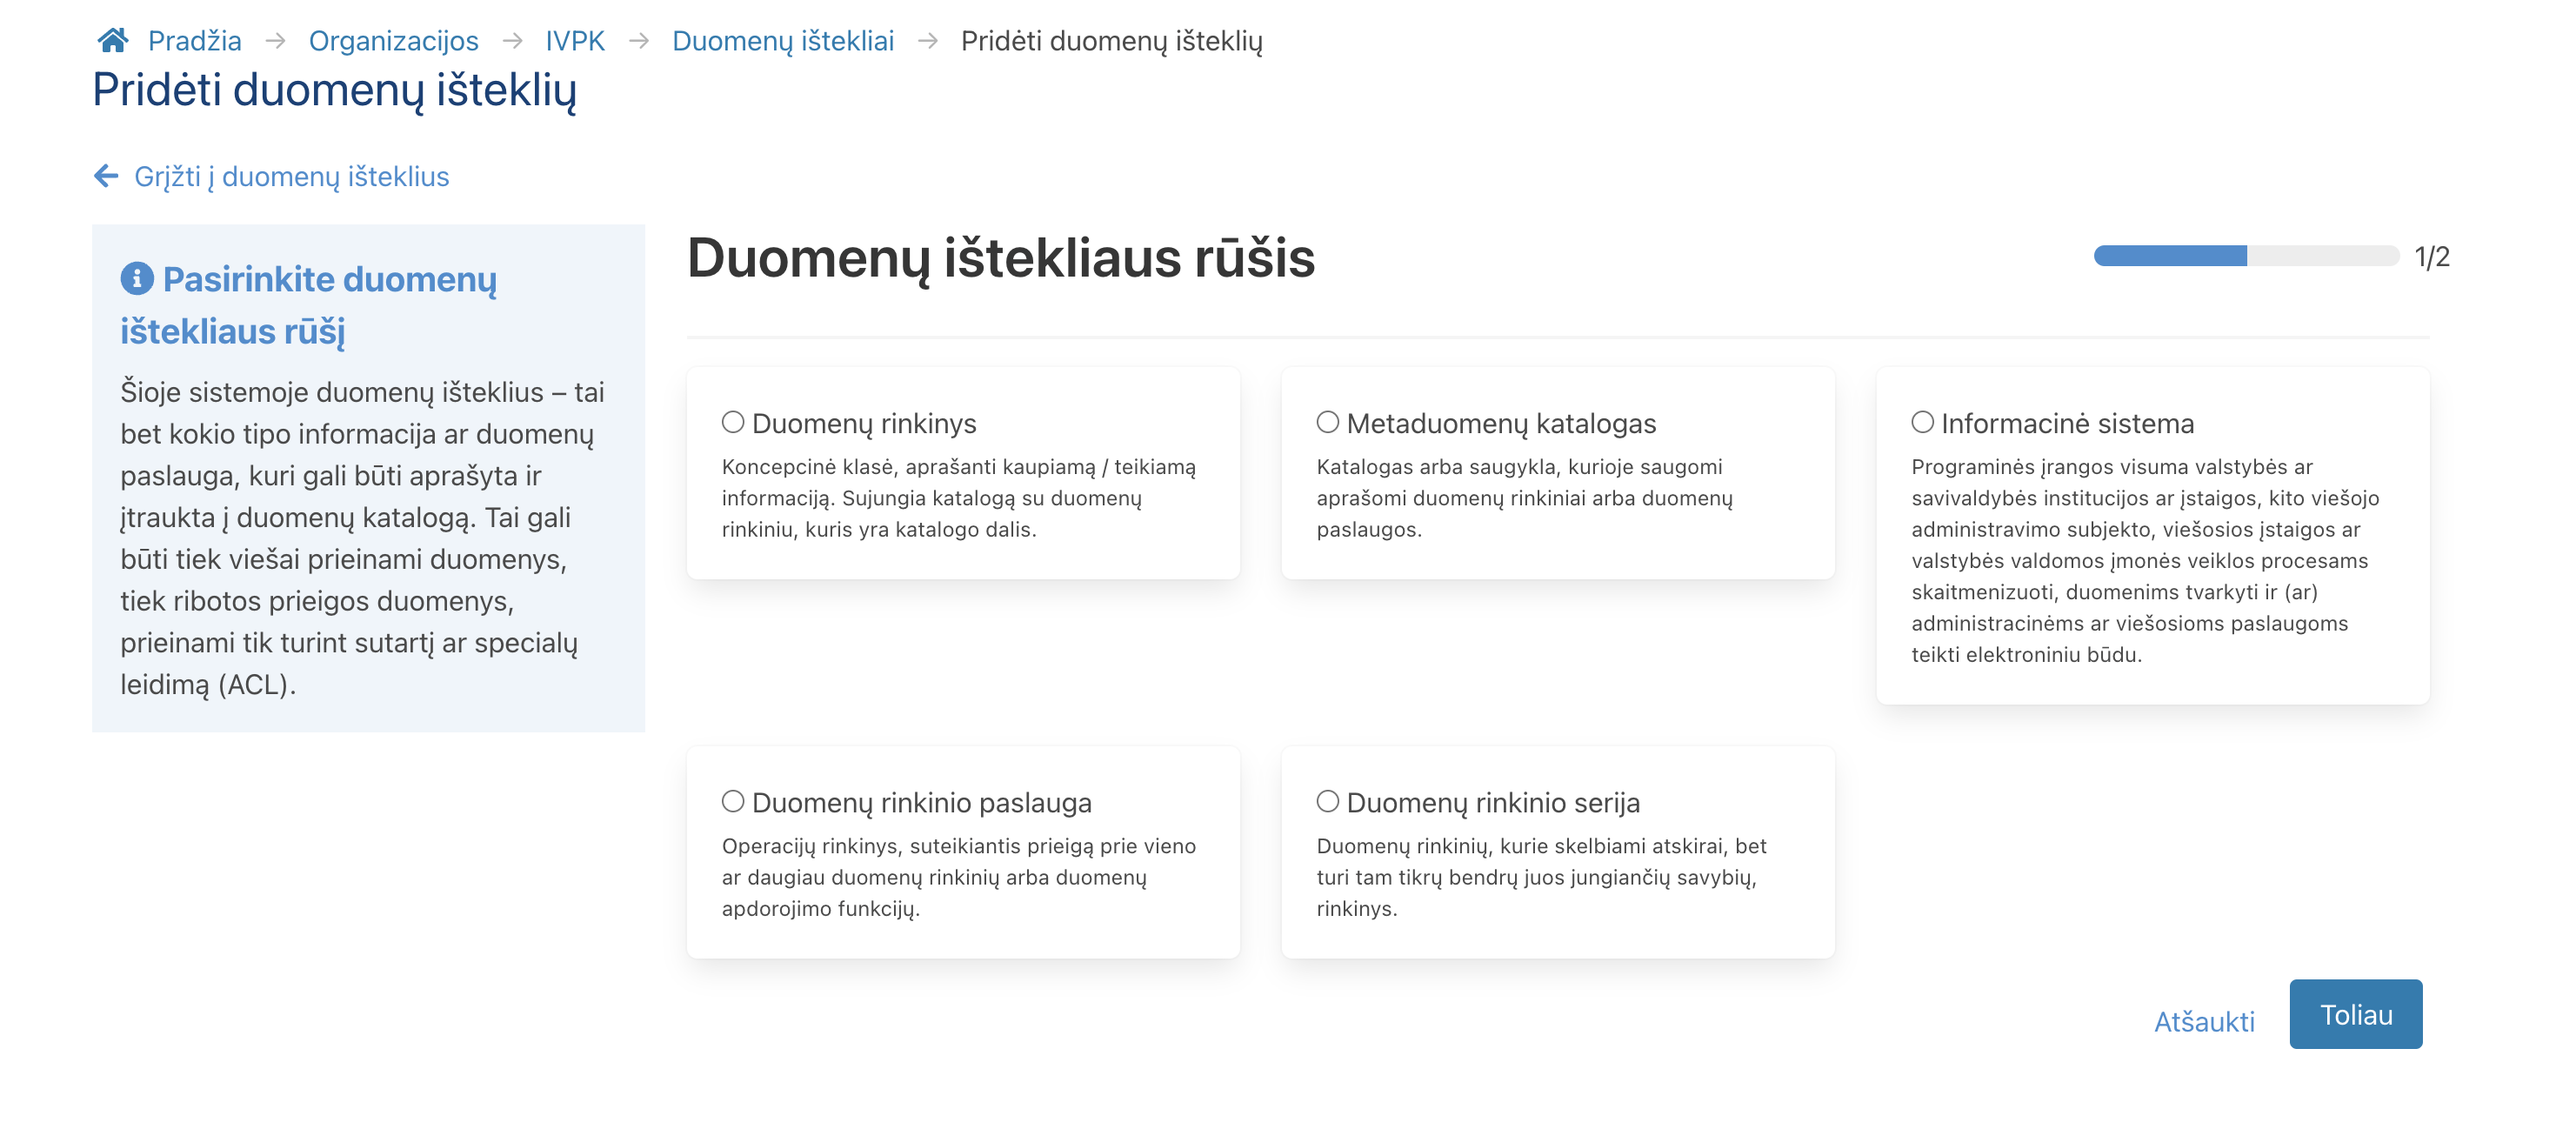 Pradžia → Organizacijos → IVPK → Duomenų ištekliai → Pridėti duomenų išteklių
Pridėti duomenų išteklių
Grįžti į duomenų išteklius
Pasirinkite duomenų
ištekliaus rūšį
Šioje sistemoje duomenų išteklius – tai
bet kokio tipo informacija ar duomenų
paslauga, kuri gali būti aprašyta ir
įtraukta į duomenų katalogą. Tai gali
būti tiek viešai prieinami duomenys,
tiek ribotos prieigos duomenys,
prieinami tik turint sutartį ar specialų
leidimą (ACL).
Duomenų ištekliaus rūšis
1/2
Duomenų rinkinys
Koncepcinė klasė, aprašanti kaupiamą / teikiamą
informaciją. Sujungia katalogą su duomenų
rinkiniu, kuris yra katalogo dalis.
Metaduomenų katalogas
Katalogas arba saugykla, kurioje saugomi
aprašomi duomenų rinkiniai arba duomenų
paslaugos.
Informacinė sistema
Programinės įrangos visuma valstybės ar
savivaldybės institucijos ar įstaigos, kito viešojo
administravimo subjekto, viešosios įstaigos ar
valstybės valdomos įmonės veiklos procesams
skaitmenizuoti, duomenims tvarkyti ir (ar)
administracinėms ar viešosioms paslaugoms
teikti elektroniniu būdu.
Duomenų rinkinio paslauga
Operacijų rinkinys, suteikiantis prieigą prie vieno
ar daugiau duomenų rinkinių arba duomenų
apdorojimo funkcijų.
Duomenų rinkinio serija
Duomenų rinkinių, kurie skelbiami atskirai, bet
turi tam tikrų bendrų juos jungiančių savybių,
rinkinys.
Atšaukti
Toliau